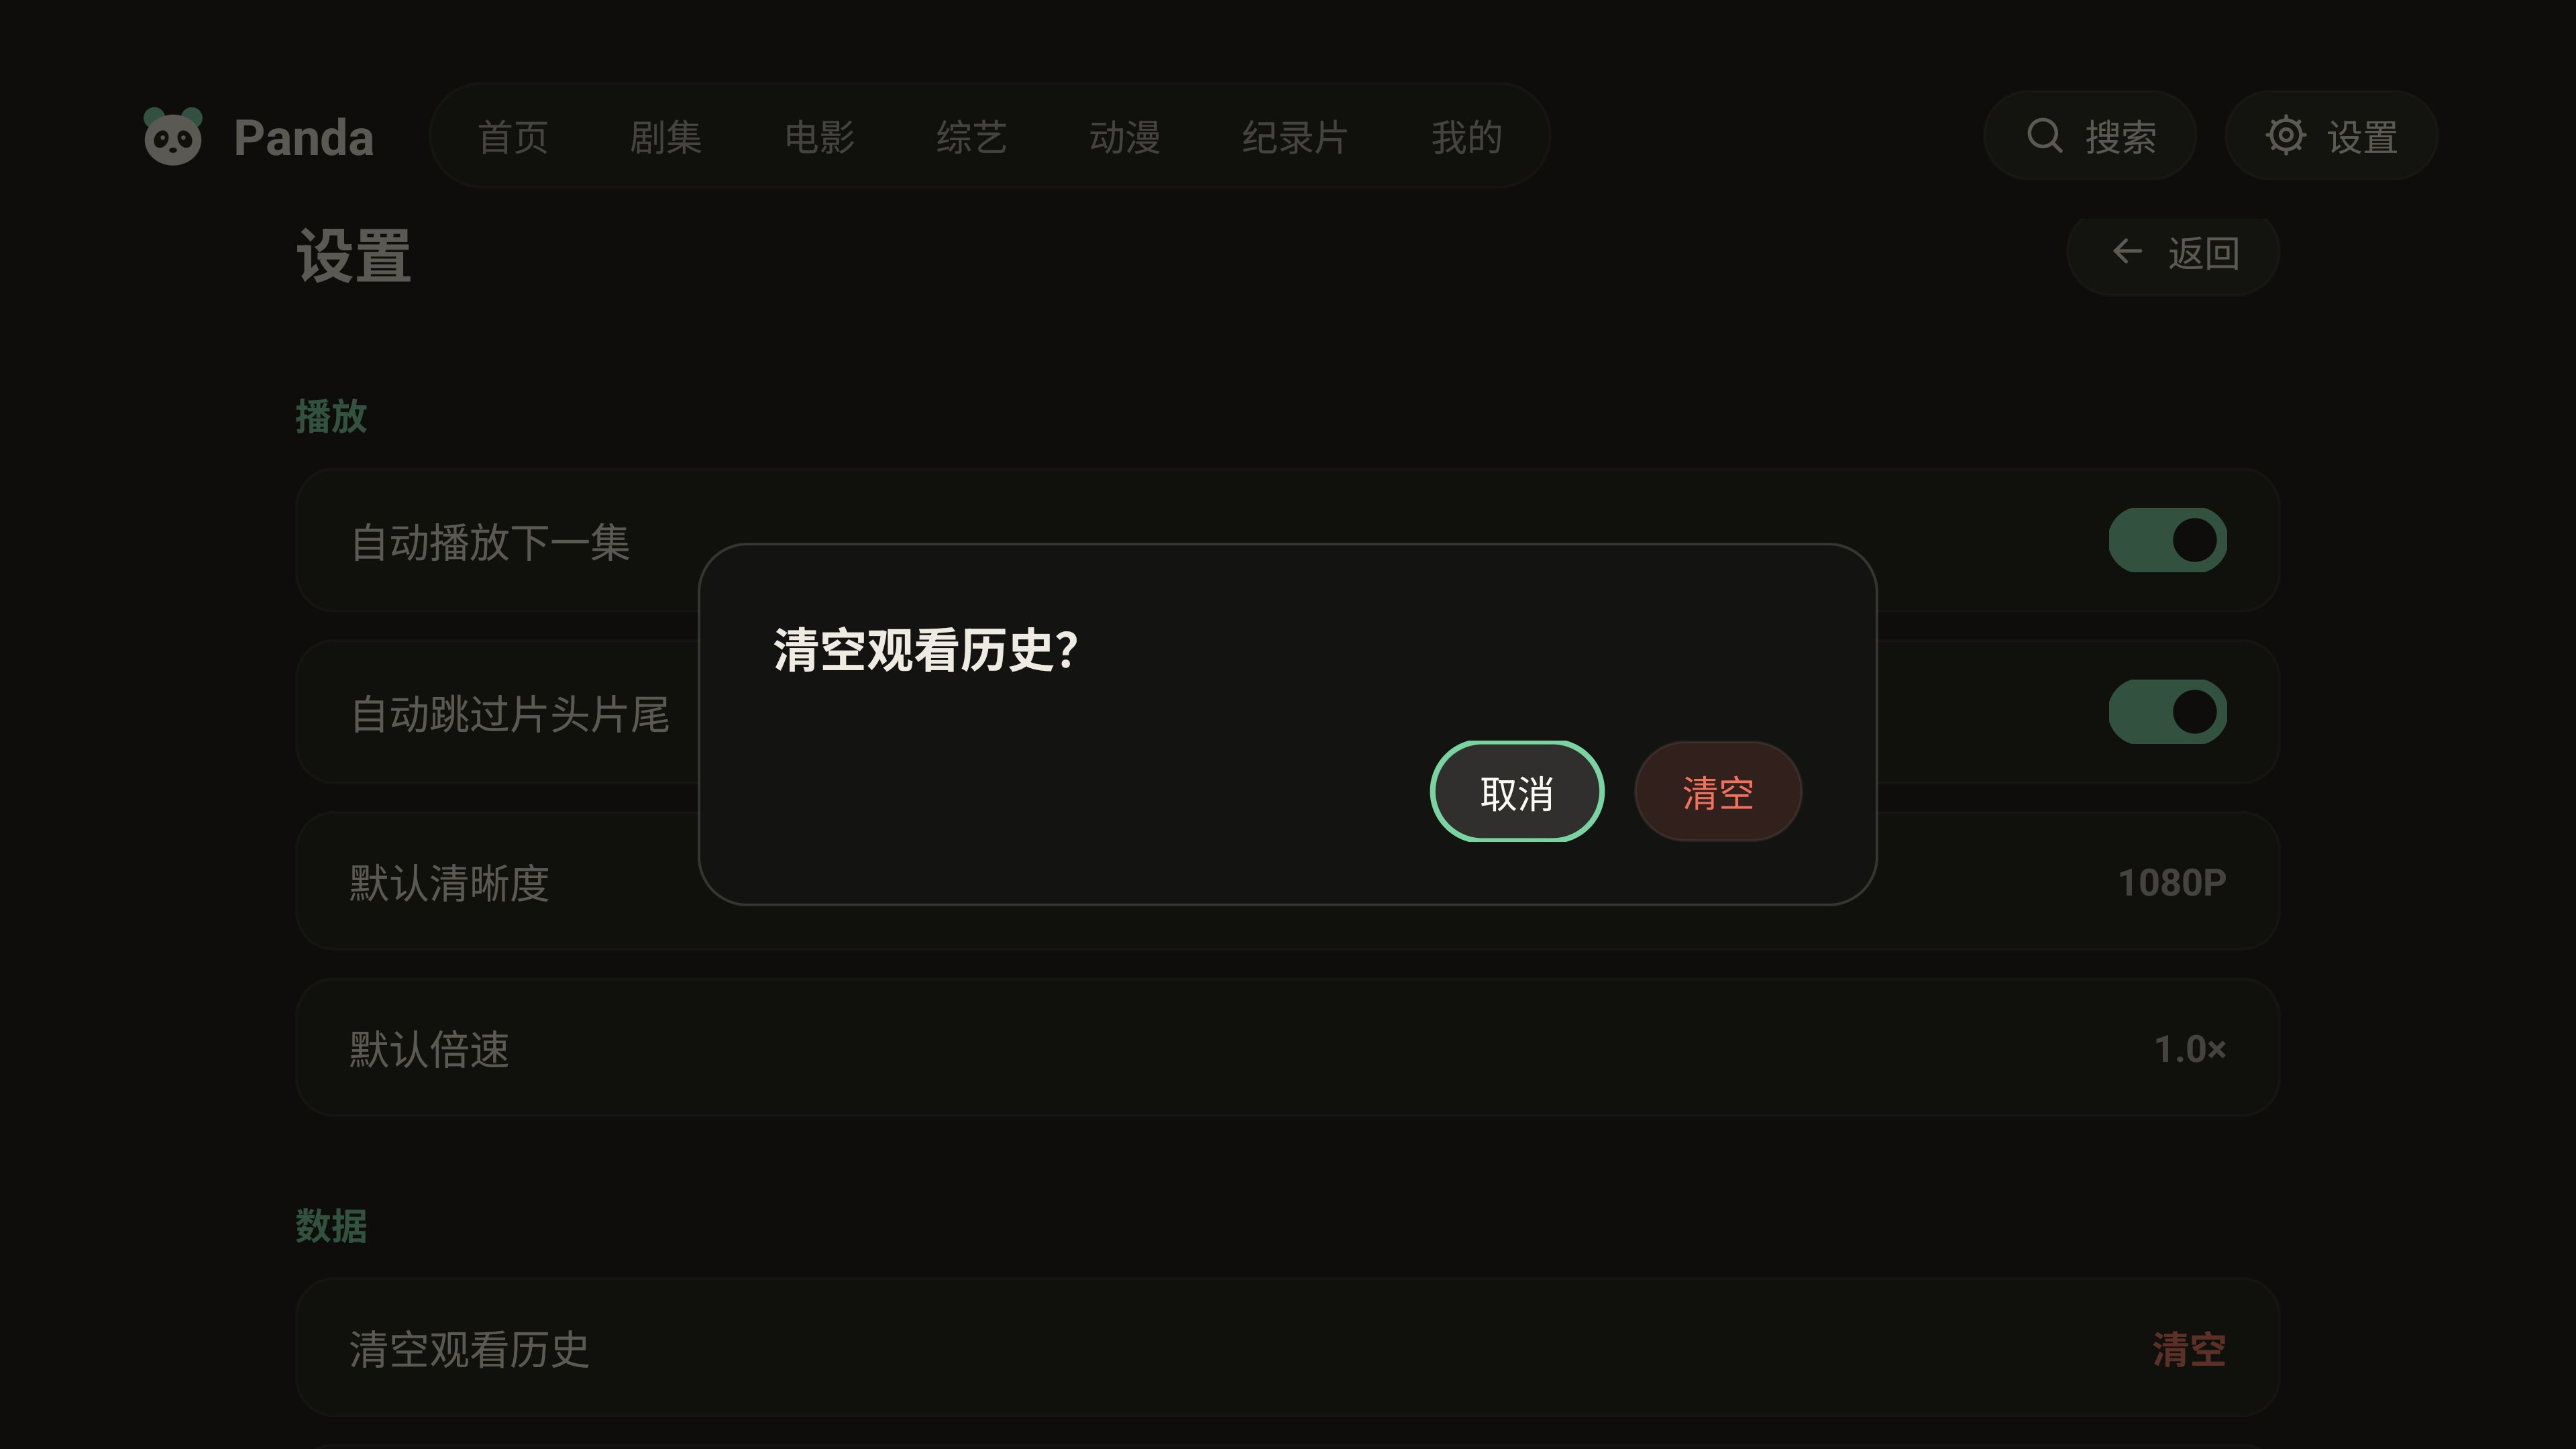 Panda 首页 剧集 电影 综艺 动漫 纪录片 我的 搜索 设置
设置 返回
播放
自动播放下一集
清空观看历史？
自动跳过片头片尾
取消 清空
默认清晰度 1080P
默认倍速 1.0×
数据
清空观看历史 清空